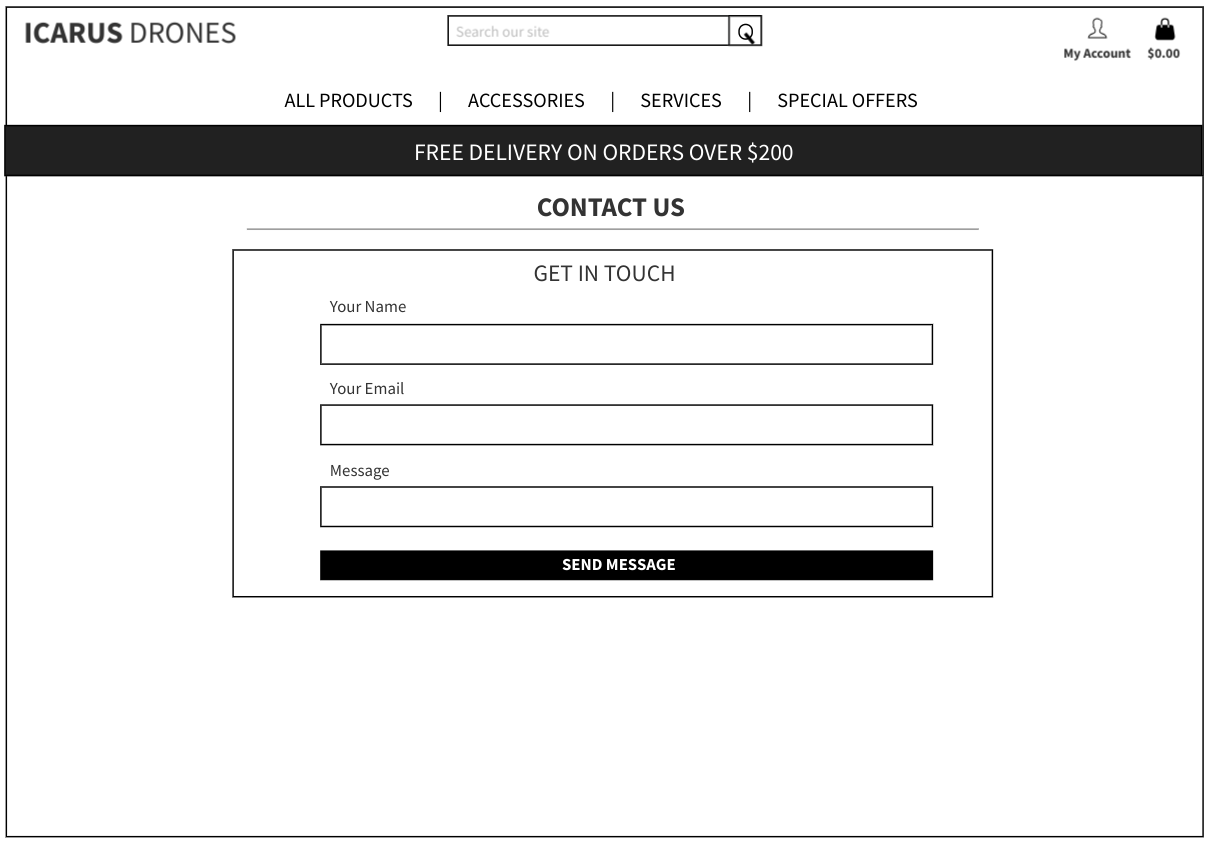 ICARUS DRONES
Search our site
My Account
$0.00
ALL PRODUCTS | ACCESSORIES | SERVICES | SPECIAL OFFERS
FREE DELIVERY ON ORDERS OVER $200
CONTACT US
GET IN TOUCH
Your Name
Your Email
Message
SEND MESSAGE